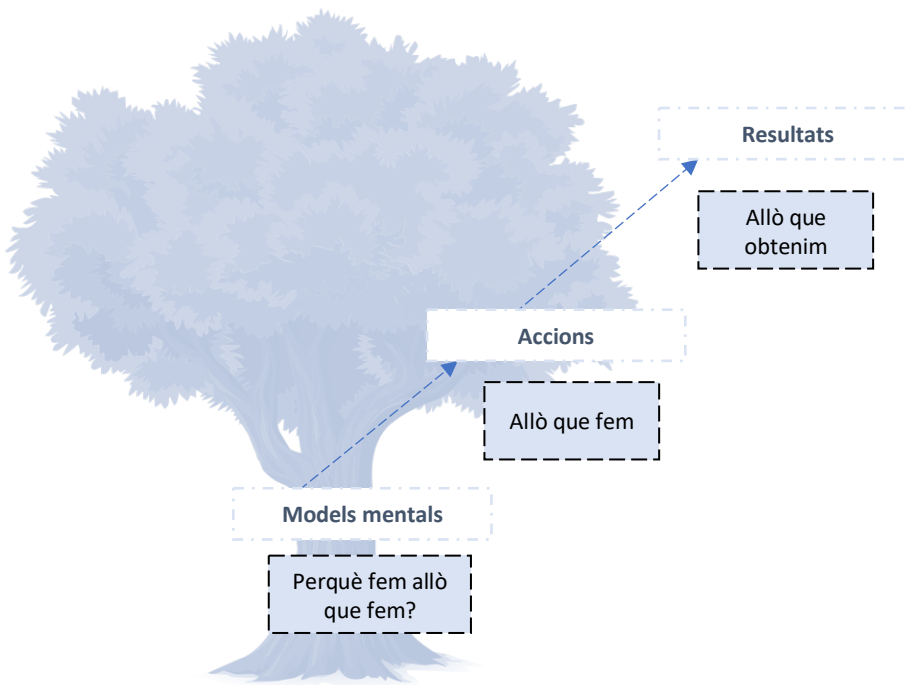 Resultats
Allò que
obtenim
Accions
Allò que fem
Models mentals
Perquè fem allò
que fem?